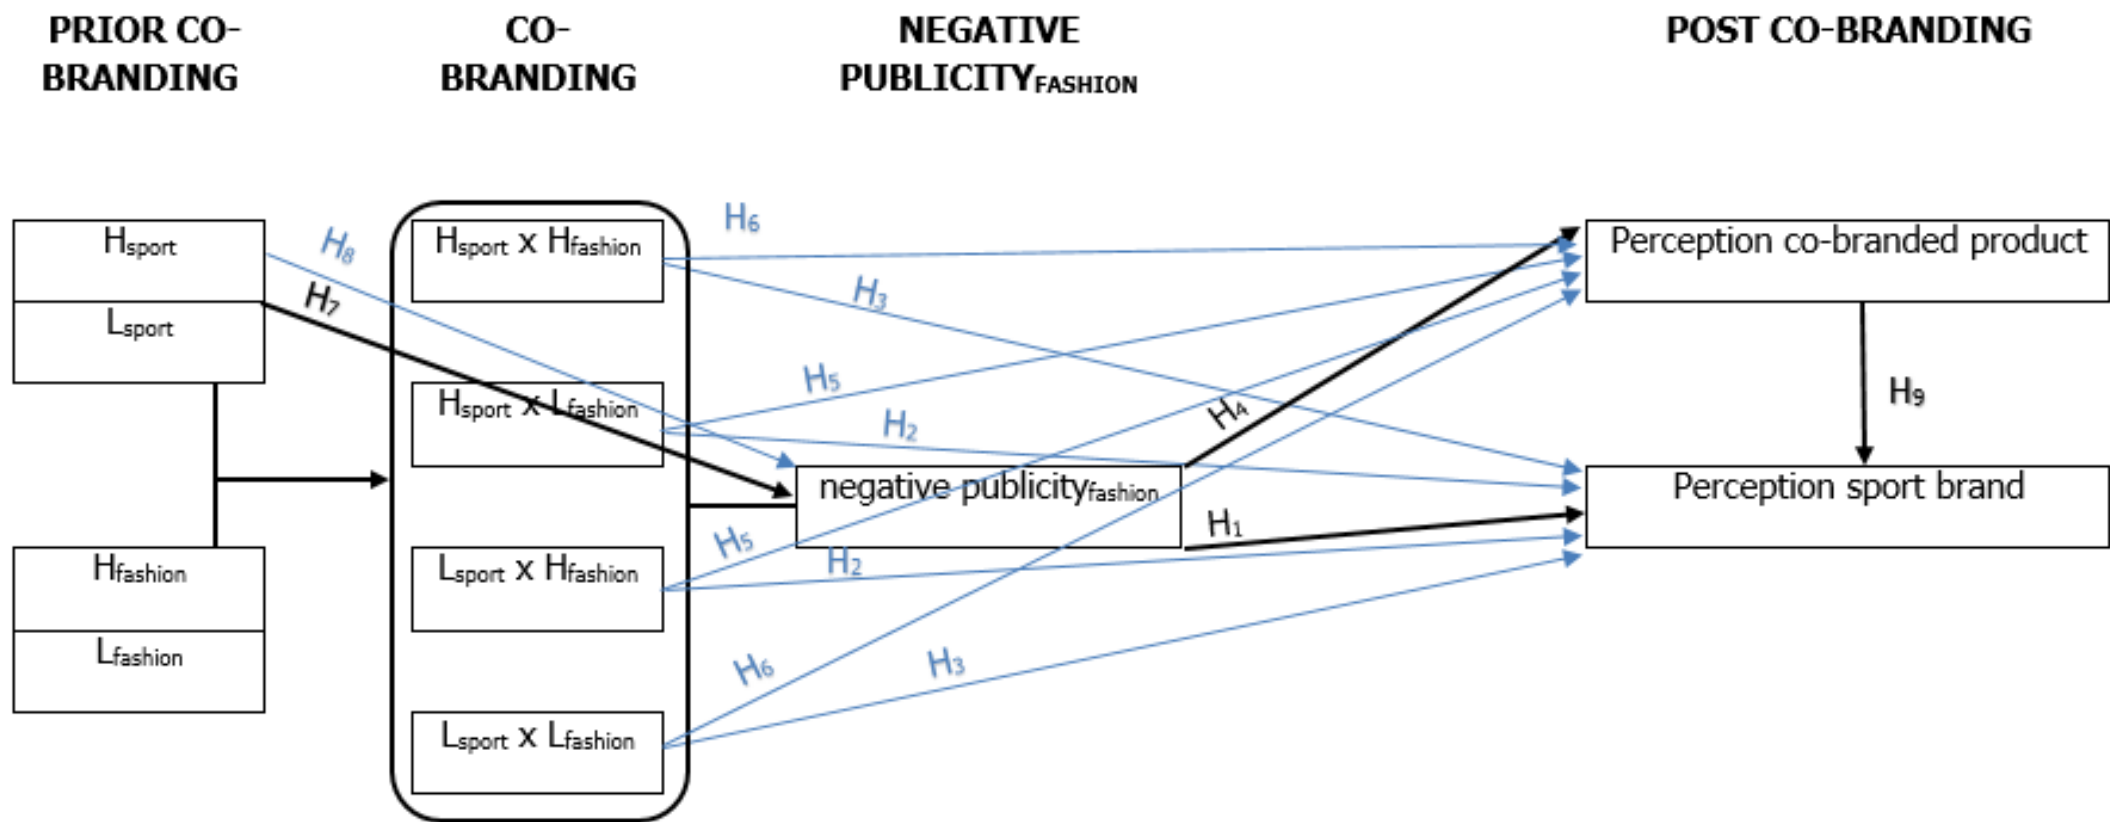 PRIOR CO-
BRANDING
CO-
BRANDING
NEGATIVE
PUBLICITYFASHION
POST CO-BRANDING
Hsport
Lsport
Hfashion
Lfashion
H8
H7
Hsport x Hfashion
Hsport x Lfashion
Lsport x Hfashion
Lsport x Lfashion
H6
H3
H5
H2
H5
H2
H6
H3
negative publicityfashion
H4
H1
Perception co-branded product
H9
Perception sport brand